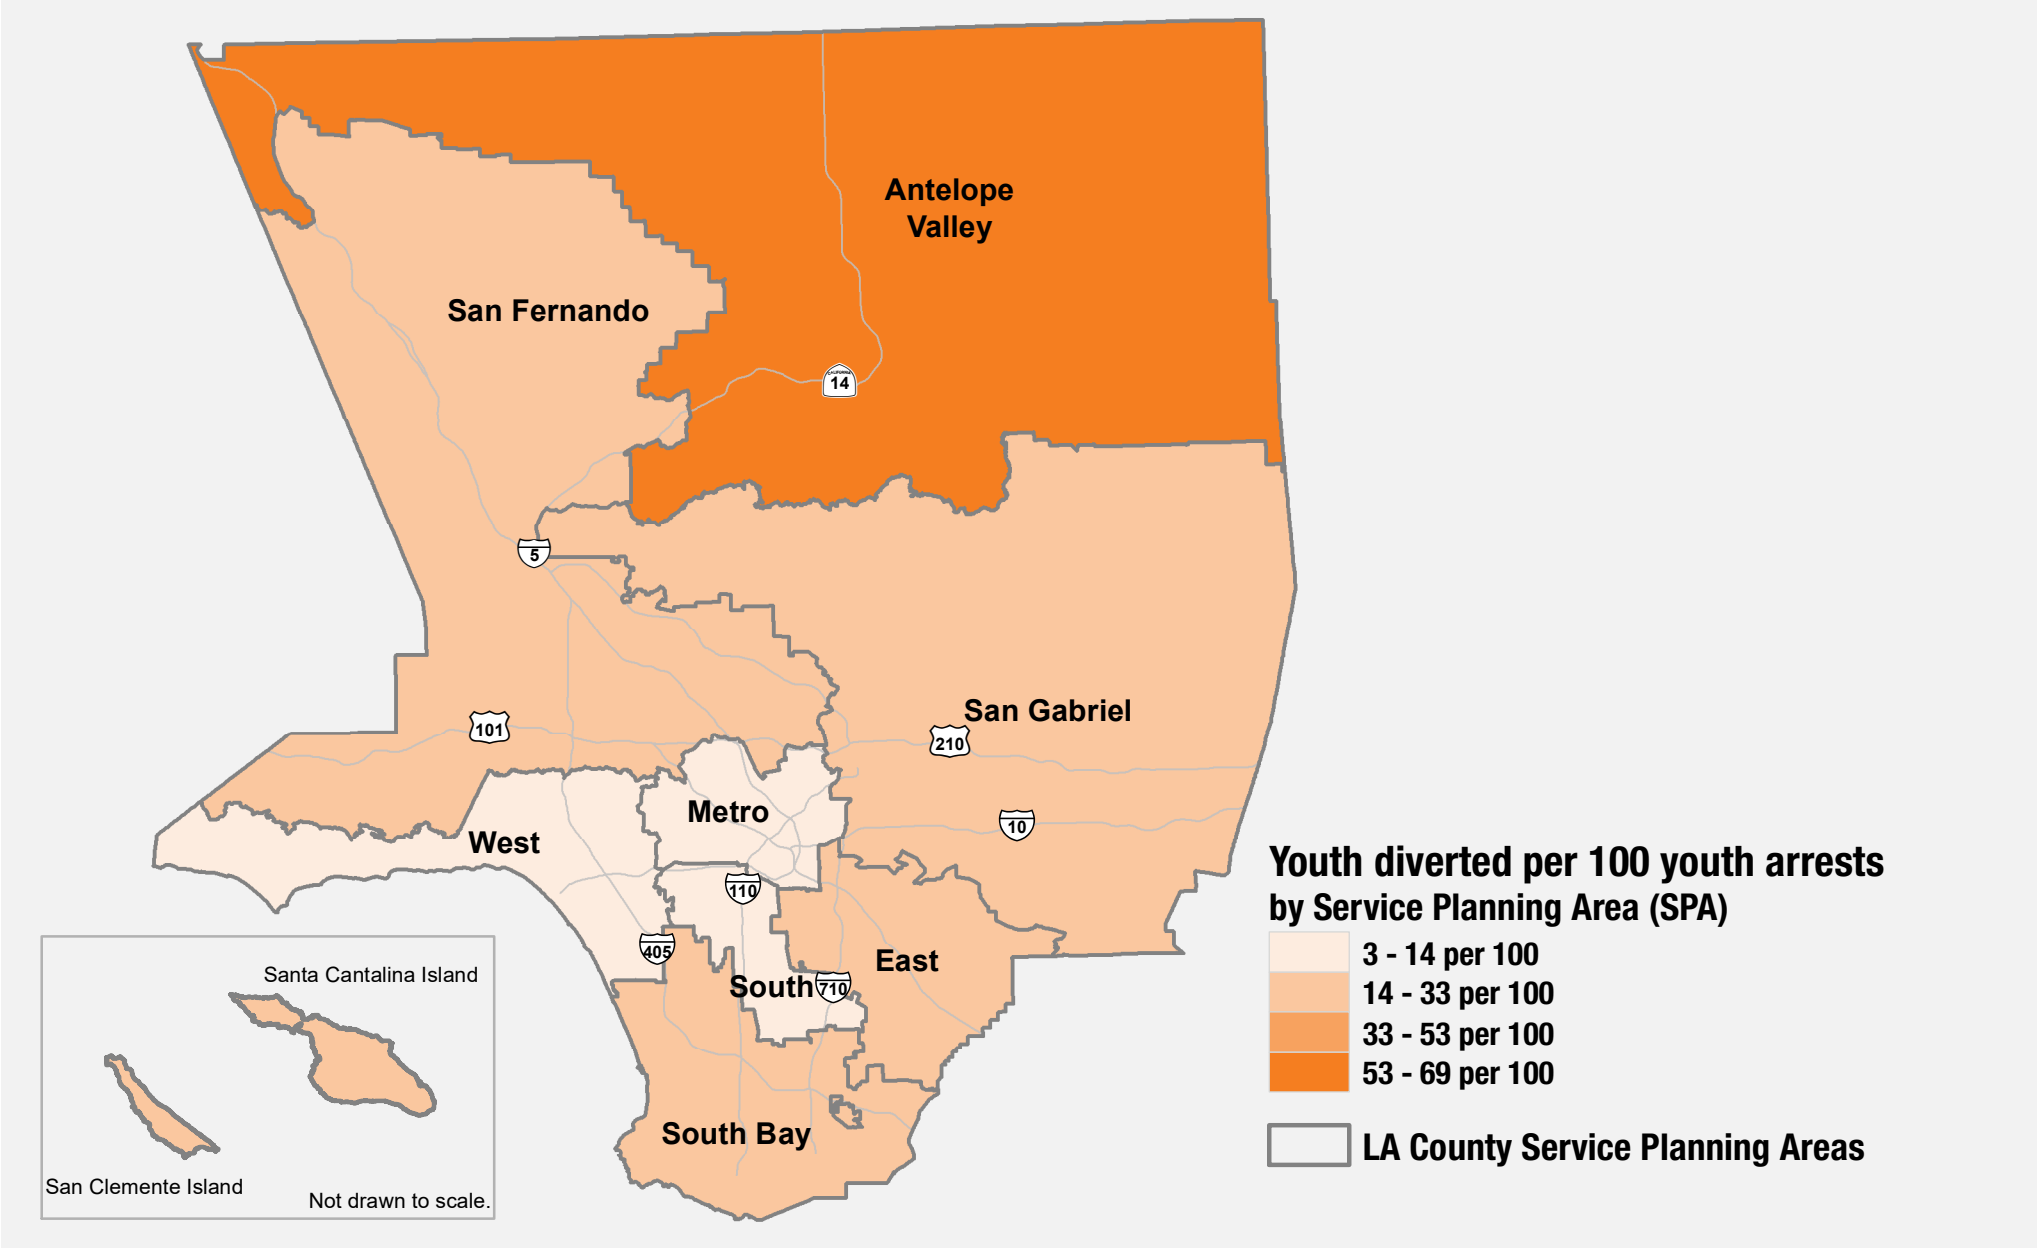 Antelope
Valley
San Fernando
CALIFORNIA
14
5
San Gabriel
101
210
Metro
10
West
110
405
East
South
710
South Bay
Santa Cantalina Island
San Clemente Island
Not drawn to scale.
Youth diverted per 100 youth arrests
by Service Planning Area (SPA)
3 - 14 per 100
14 - 33 per 100
33 - 53 per 100
53 - 69 per 100
LA County Service Planning Areas